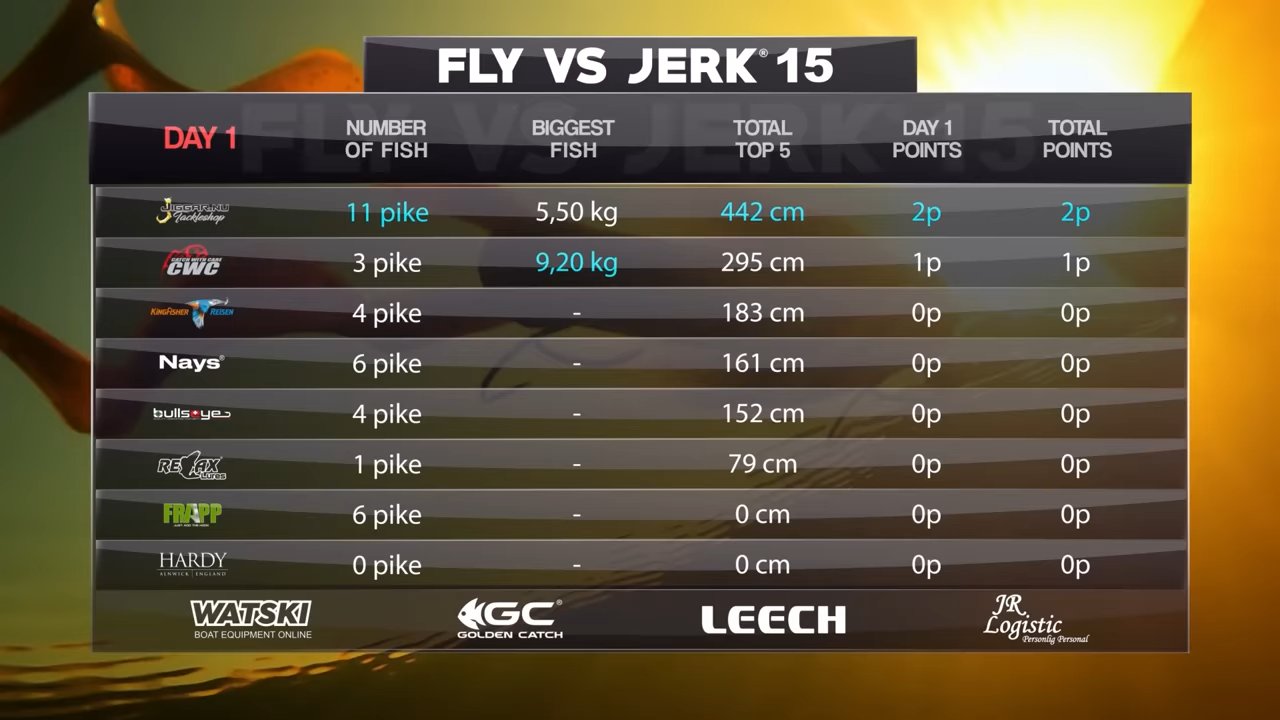 FLY VS JERK® 15
DAY 1
NUMBER OF FISH
BIGGEST FISH
TOTAL TOP 5
DAY 1 POINTS
TOTAL POINTS
JIGGAR.NU Tackleshop 11 pike 5,50 kg 442 cm 2p 2p
CATCH WITH CARE CWC 3 pike 9,20 kg 295 cm 1p 1p
KINGFISHER REISEN 4 pike - 183 cm 0p 0p
Nays® 6 pike - 161 cm 0p 0p
bullseye 4 pike - 152 cm 0p 0p
RELAX Lures 1 pike - 79 cm 0p 0p
FRAPP 6 pike - 0 cm 0p 0p
HARDY ALNWICK | ENGLAND 0 pike - 0 cm 0p 0p
WATSKI
BOAT EQUIPMENT ONLINE
GC®
GOLDEN CATCH
LEECH
JR
Logistic
Personlig Personal